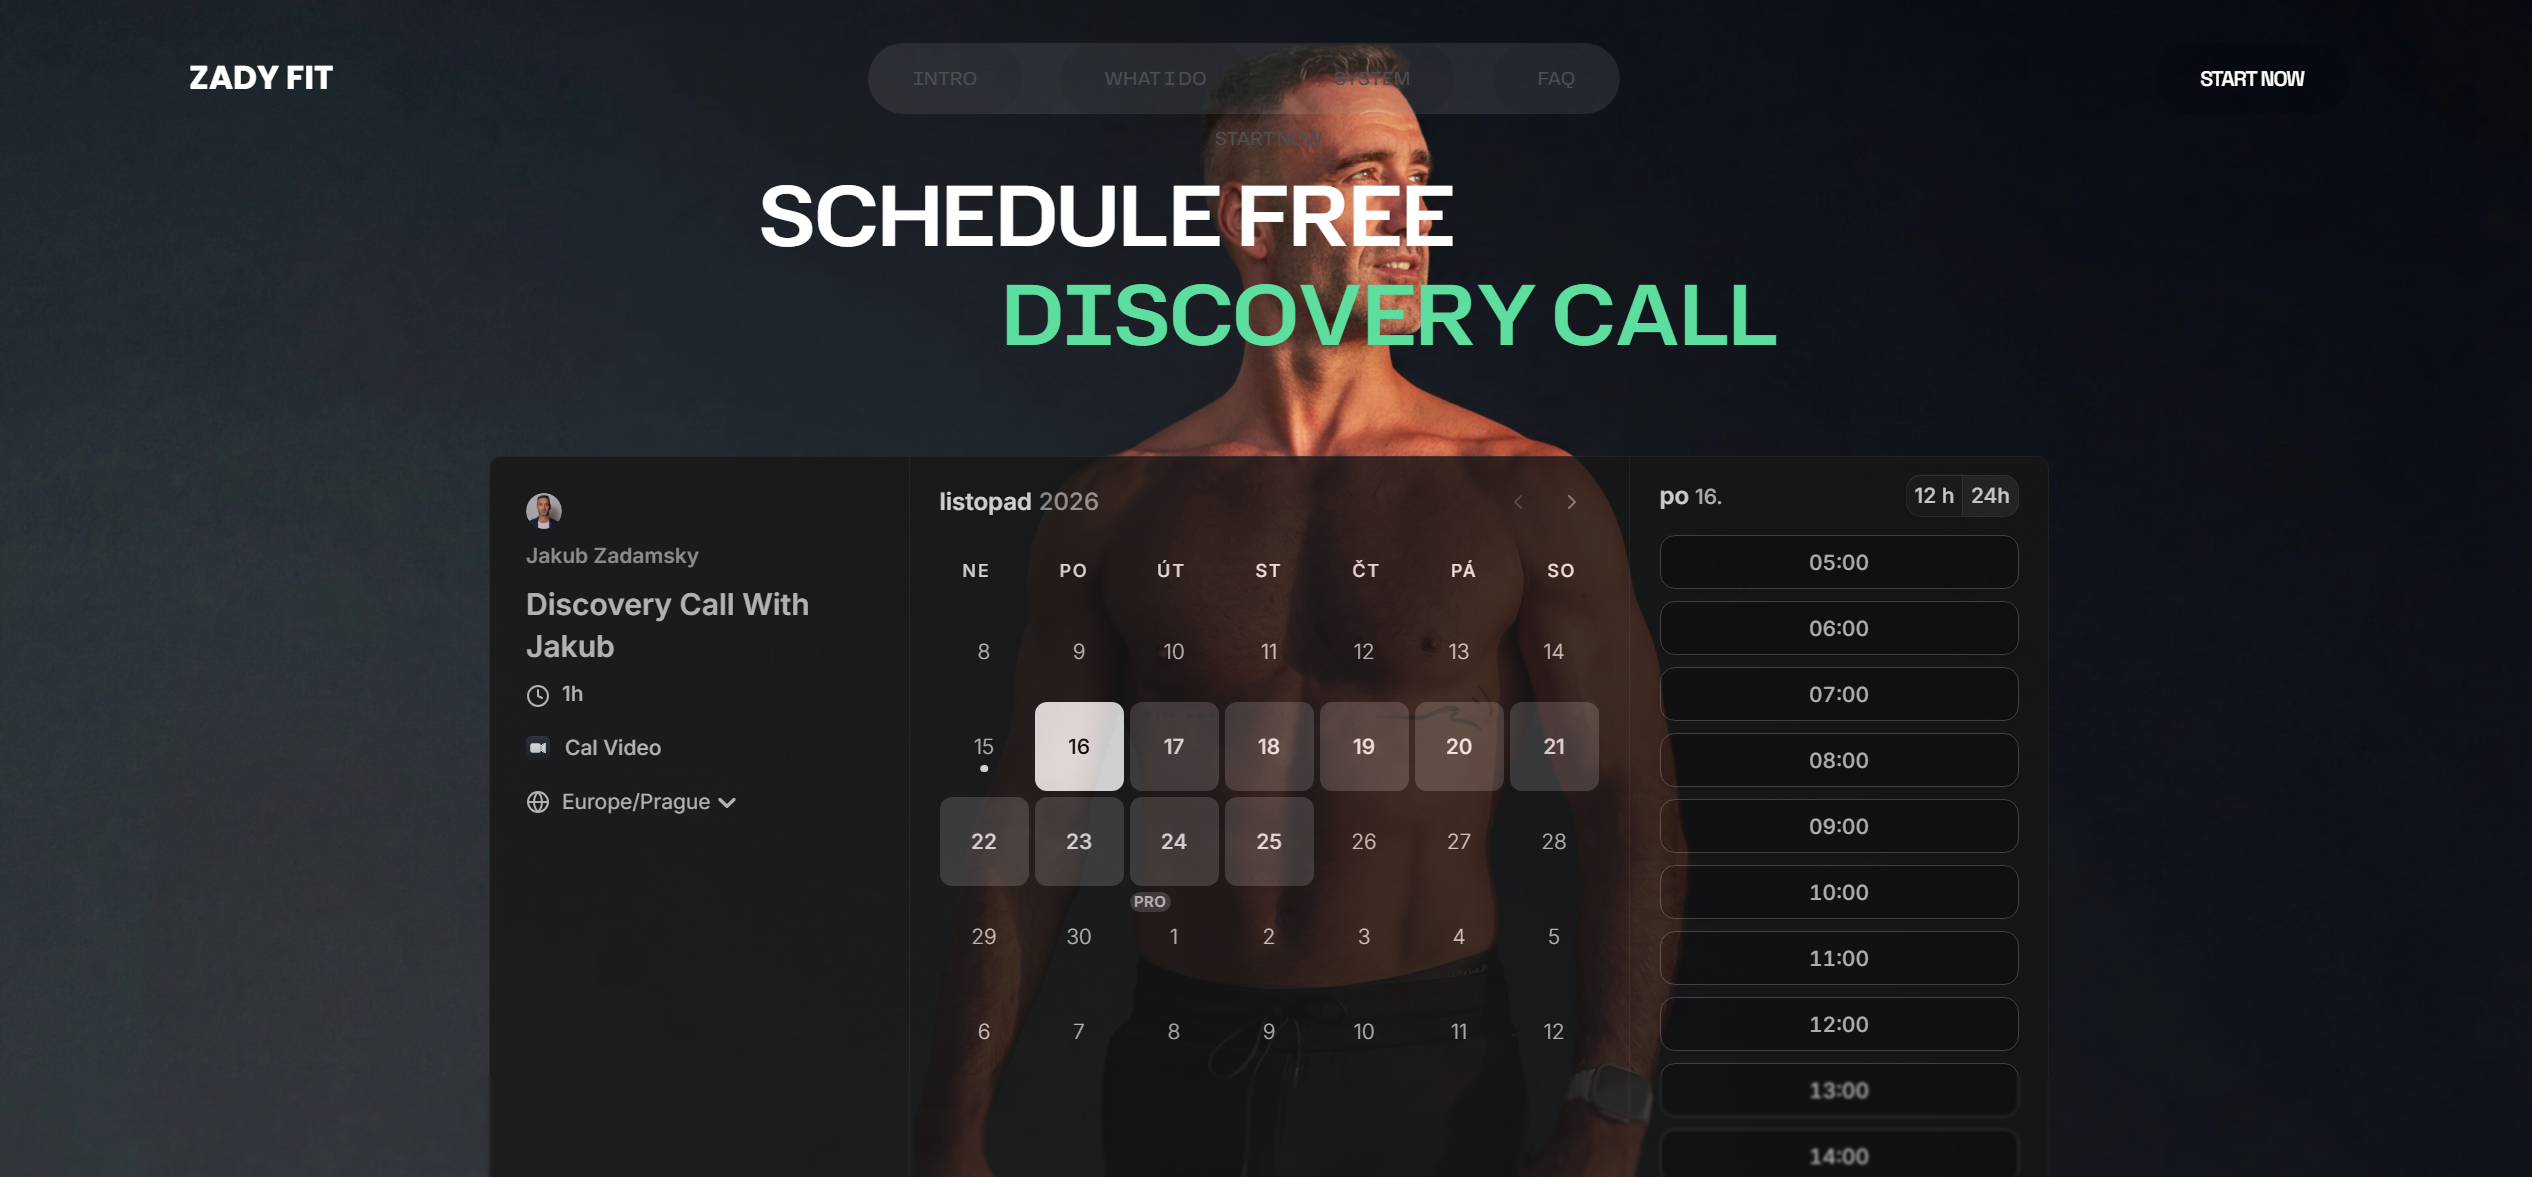 ZADY FIT
INTRO WHAT I DO SYSTEM FAQ
START NOW
START NOW
SCHEDULE FREE
DISCOVERY CALL
Jakub Zadamsky
Discovery Call With
Jakub
1h
Cal Video
Europe/Prague
listopad 2026
NE PO ÚT ST ČT PÁ SO
8 9 10 11 12 13 14
15 16 17 18 19 20 21
22 23 24 25 26 27 28
PRO
29 30 1 2 3 4 5
6 7 8 9 10 11 12
po 16.
12 h 24h
05:00
06:00
07:00
08:00
09:00
10:00
11:00
12:00
13:00
14:00